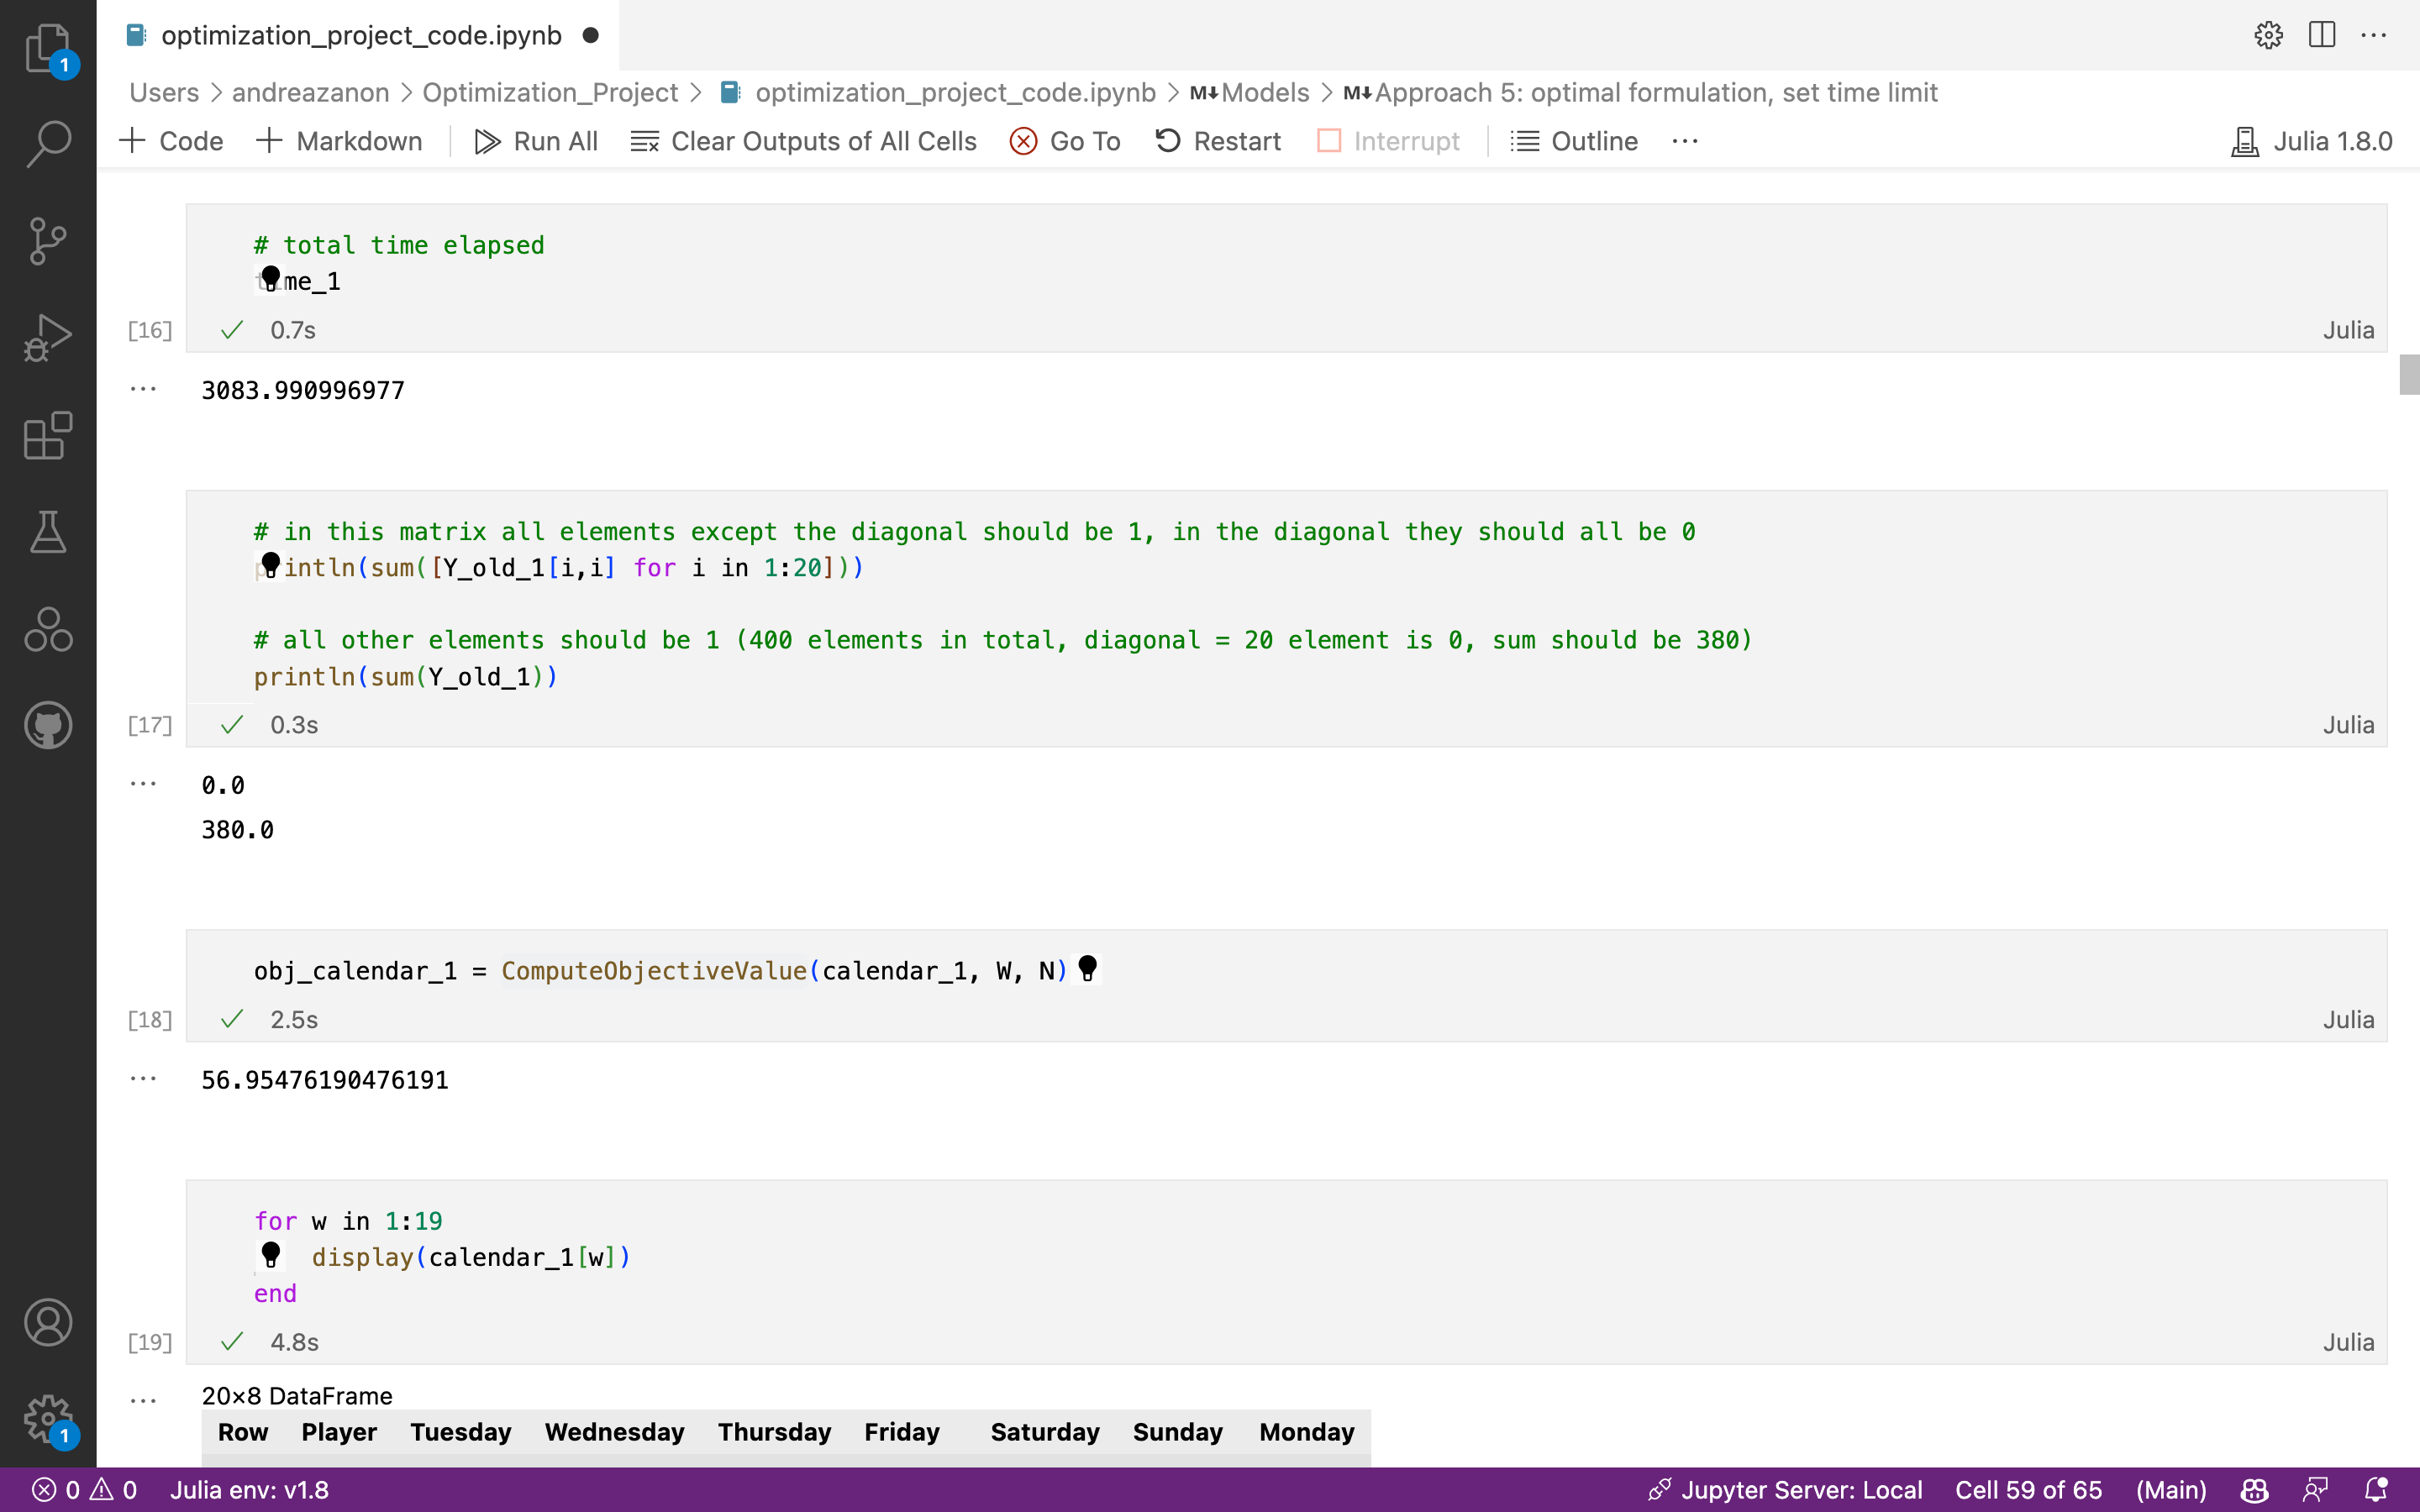 optimization_project_code.ipynb
Users > andreazanon > Optimization_Project > optimization_project_code.ipynb > M↓Models > M↓Approach 5: optimal formulation, set time limit
+ Code + Markdown Run All Clear Outputs of All Cells Go To Restart Interrupt Outline ··· Julia 1.8.0
# total time elapsed
time_1
[16] ✓ 0.7s Julia
3083.990996977
# in this matrix all elements except the diagonal should be 1, in the diagonal they should all be 0
println(sum([Y_old_1[i,i] for i in 1:20]))
# all other elements should be 1 (400 elements in total, diagonal = 20 element is 0, sum should be 380)
println(sum(Y_old_1))
[17] ✓ 0.3s Julia
0.0
380.0
obj_calendar_1 = ComputeObjectiveValue(calendar_1, W, N)
[18] ✓ 2.5s Julia
56.95476190476191
for w in 1:19
display(calendar_1[w])
end
[19] ✓ 4.8s Julia
20×8 DataFrame
Row Player Tuesday Wednesday Thursday Friday Saturday Sunday Monday
1
1
0 0 Julia env: v1.8 Jupyter Server: Local Cell 59 of 65 (Main)